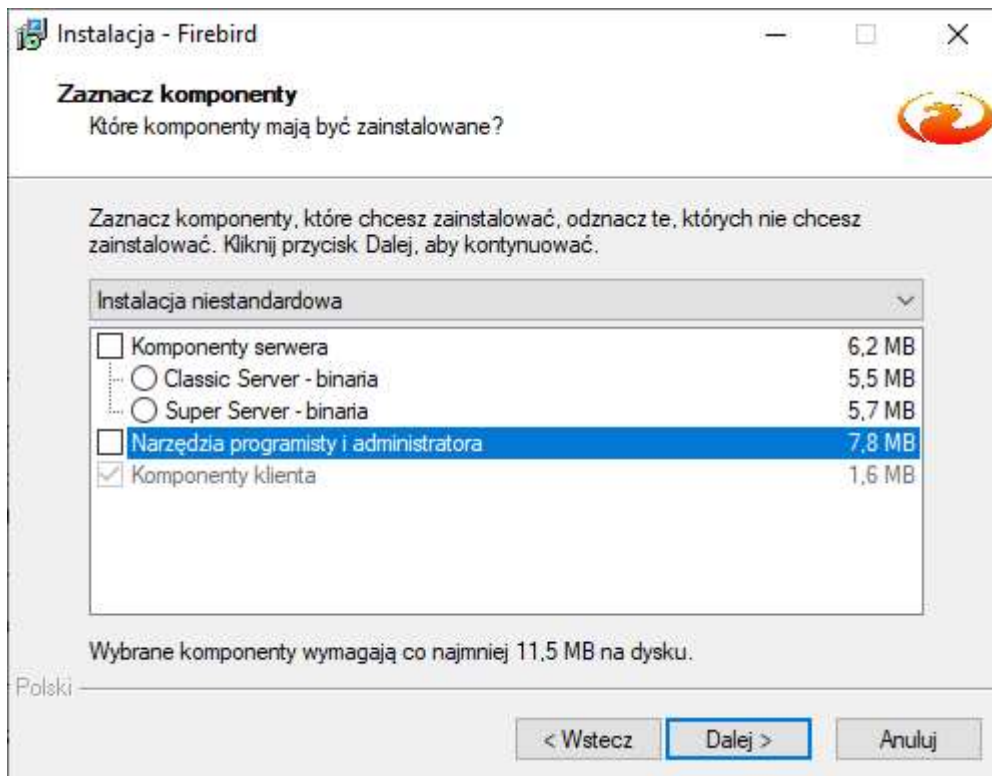 Instalacja - Firebird
Zaznacz komponenty
Które komponenty mają być zainstalowane?
Zaznacz komponenty, które chcesz zainstalować, odznacz te, których nie chcesz
zainstalować. Kliknij przycisk Dalej, aby kontynuować.
Instalacja niestandardowa
Komponenty serwera 6,2 MB
Classic Server - binaria 5,5 MB
Super Server - binaria 5,7 MB
Narzędzia programisty i administratora 7,8 MB
Komponenty klienta 1,6 MB
Wybrane komponenty wymagają co najmniej 11,5 MB na dysku.
Polski
< Wstecz Dalej > Anuluj